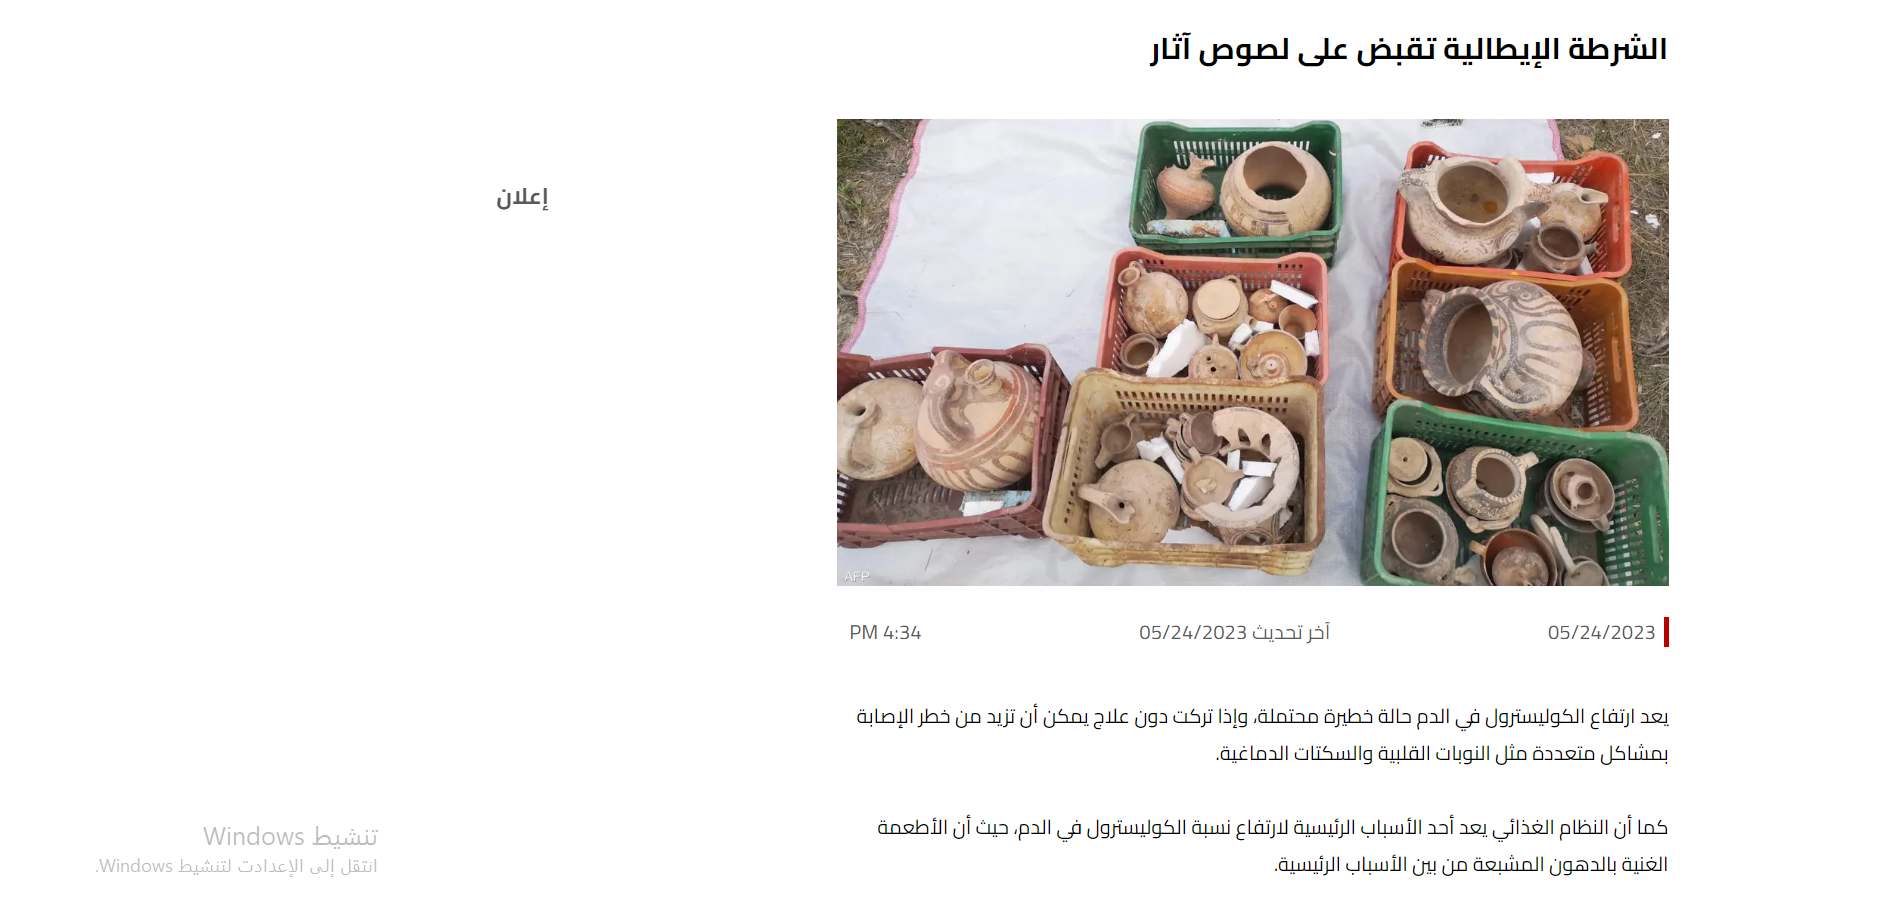 الشرطة الإيطالية تقبض على لصوص آثار
إعلان
AFP
05/24/2023
آخر تحديث 05/24/2023
4:34 PM
يعد ارتفاع الكوليسترول في الدم حالة خطيرة محتملة، وإذا تركت دون علاج يمكن أن تزيد من خطر الإصابة
بمشاكل متعددة مثل النوبات القلبية والسكتات الدماغية.
كما أن النظام الغذائي يعد أحد الأسباب الرئيسية لارتفاع نسبة الكوليسترول في الدم، حيث أن الأطعمة
الغنية بالدهون المشبعة من بين الأسباب الرئيسية.
تنشيط Windows
انتقل إلى الإعدادت لتنشيط Windows.